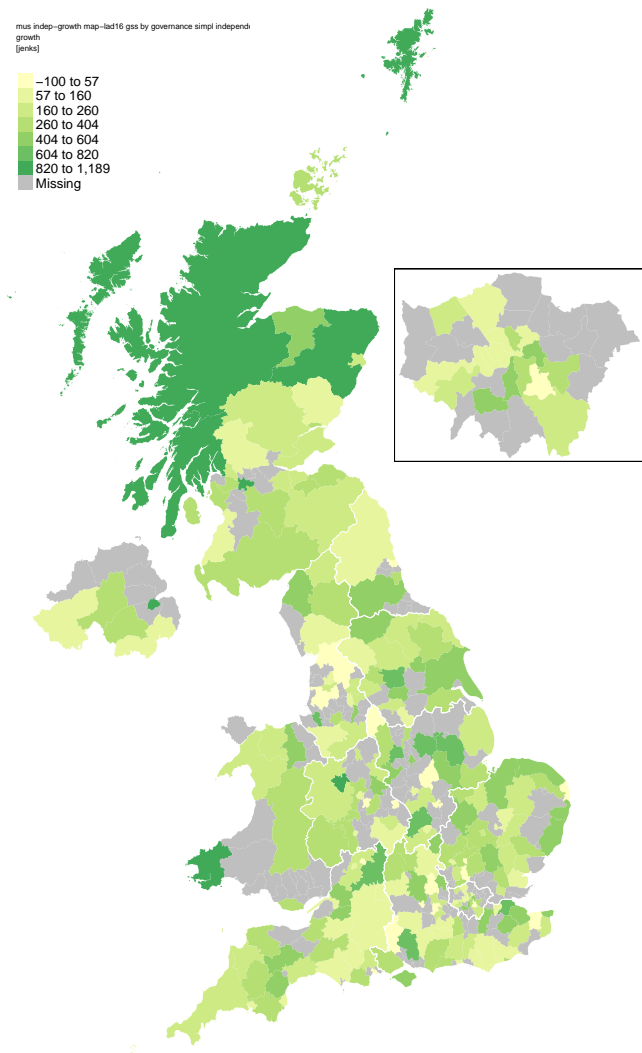 mus indep−growth map−lad16 gss by governance simpl independ
growth
[jenks]
−100 to 57
57 to 160
160 to 260
260 to 404
404 to 604
604 to 820
820 to 1,189
Missing